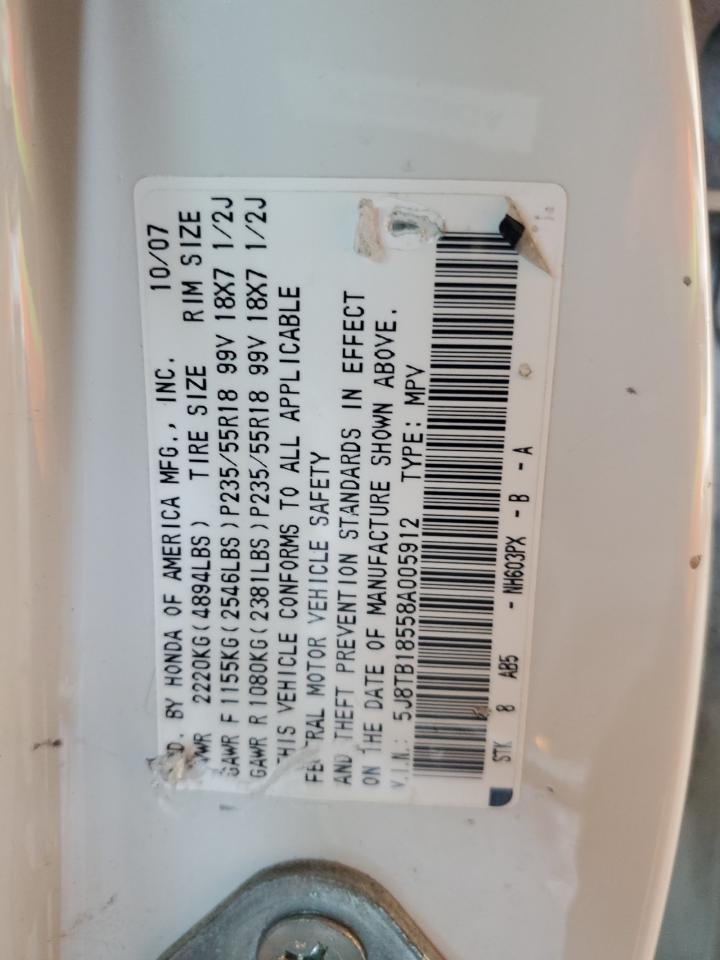 BY HONDA OF AMERICA MFG., INC. 10/07
2220KG(4894LBS) TIRE SIZE RIM SIZE
GAWR F 1155KG(2546LBS)P235/55R18 99V 18X7 1/2J
GAWR R 1080KG(2381LBS)P235/55R18 99V 18X7 1/2J
THIS VEHICLE CONFORMS TO ALL APPLICABLE
MOTOR VEHICLE SAFETY
AND THEFT PREVENTION STANDARDS IN EFFECT
ON THE DATE OF MANUFACTURE SHOWN ABOVE.
V.I.N.: 5J8TB18558A005912 TYPE: MPV
STK 8 AB5 - NH603PX - B - A